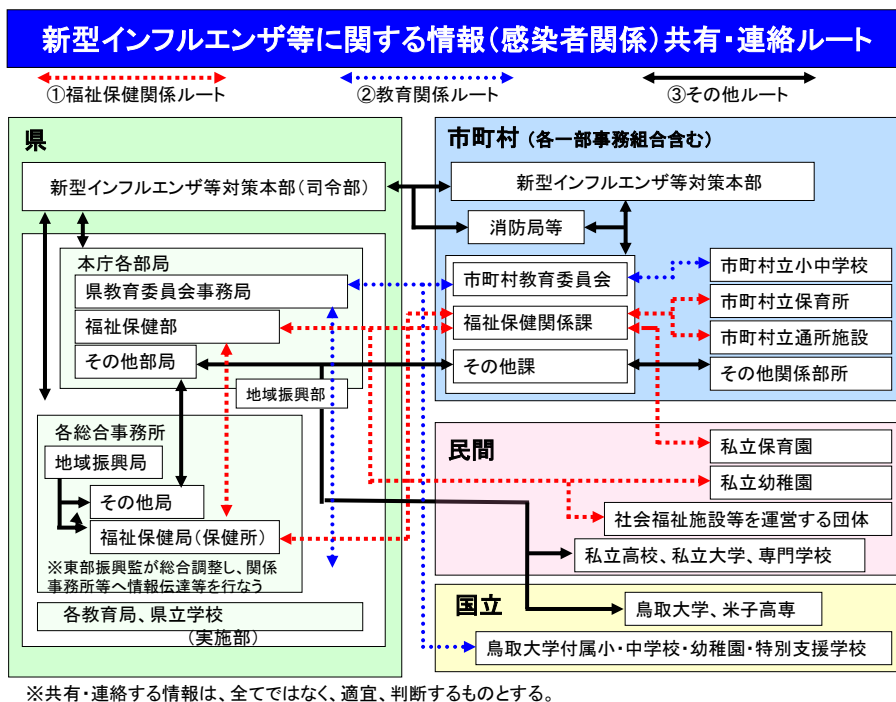 新型インフルエンザ等に関する情報(感染者関係)共有・連絡ルート
①福祉保健関係ルート
②教育関係ルート
③その他ルート
県
新型インフルエンザ等対策本部(司令部)
本庁各部局
県教育委員会事務局
福祉保健部
その他部局
地域振興部
各総合事務所
地域振興局
その他局
福祉保健局(保健所)
※東部振興監が総合調整し、関係
事務所等へ情報伝達等を行なう
各教育局、県立学校
(実施部)
市町村 (各一部事務組合含む)
新型インフルエンザ等対策本部
消防局等
市町村教育委員会
福祉保健関係課
その他課
市町村立小中学校
市町村立保育所
市町村立通所施設
その他関係部所
民間
私立保育園
私立幼稚園
社会福祉施設等を運営する団体
私立高校、私立大学、専門学校
国立
鳥取大学、米子高専
鳥取大学付属小・中学校・幼稚園・特別支援学校
※共有・連絡する情報は、全てではなく、適宜、判断するものとする。